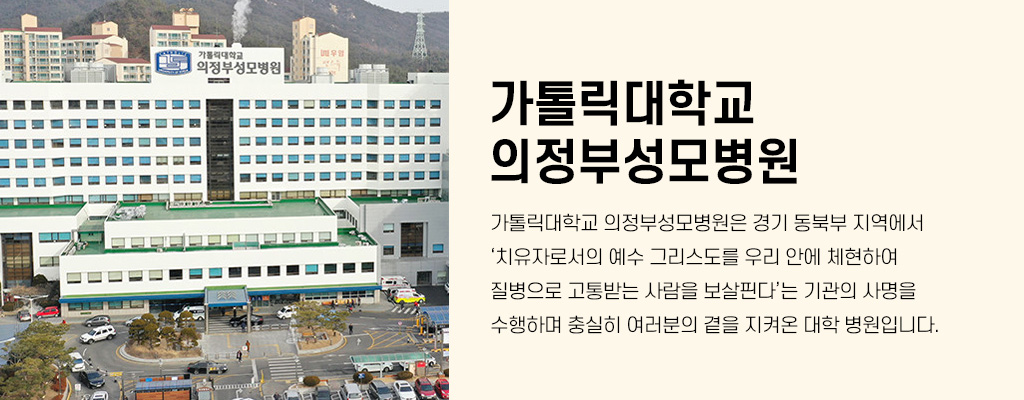 가톨릭대학교
의정부성모병원
가톨릭대학교
의정부성모병원
가톨릭대학교 의정부성모병원은 경기 동북부 지역에서
‘치유자로서의 예수 그리스도를 우리 안에 체현하여
질병으로 고통받는 사람을 보살핀다’는 기관의 사명을
수행하며 충실히 여러분의 곁을 지켜온 대학 병원입니다.